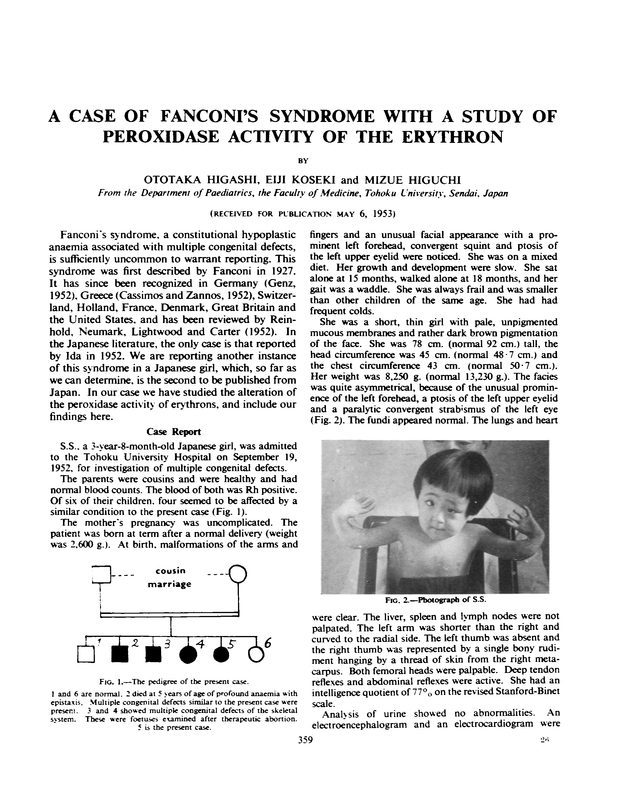 A CASE OF FANCONI'S SYNDROME WITH A STUDY OF
PEROXIDASE ACTIVITY OF THE ERYTHRON
BY
OTOTAKA HIGASHI, EIJI KOSEKI and MIZUE HIGUCHI
From the Department of Paediatrics, the Faculty of Medicine, Tohoku University, Sendai, Japan
(RECEIVED FOR PUBLICATION MAY 6, 1953)
Fanconi's syndrome, a constitutional hypoplastic
anaemia associated with multiple congenital defects,
is sufficiently uncommon to warrant reporting. This
syndrome was first described by Fanconi in 1927.
It has since been recognized in Germany (Genz,
1952), Greece (Cassimos and Zannos, 1952), Switzer-
land, Holland, France, Denmark, Great Britain and
the United States, and has been reviewed by Rein-
hold, Neumark, Lightwood and Carter (1952). In
the Japanese literature, the only case is that reported
by Ida in 1952. We are reporting another instance
of this syndrome in a Japanese girl, which, so far as
we can determine, is the second to be published from
Japan. In our case we have studied the alteration of
the peroxidase activity of erythrons, and include our
findings here.
Case Report
S.S., a 3-year-8-month-old Japanese girl, was admitted
to the Tohoku University Hospital on September 19,
1952, for investigation of multiple congenital defects.
The parents were cousins and were healthy and had
normal blood counts. The blood of both was Rh positive.
Of six of their children, four seemed to be affected by a
similar condition to the present case (Fig. 1).
The mother's pregnancy was uncomplicated. The
patient was born at term after a normal delivery (weight
was 2,600 g.). At birth, malformations of the arms and
cousin
marriage
1 2 3 4 5 6
FIG. 1.—The pedigree of the present case.
1 and 6 are normal. 2 died at 5 years of age of profound anaemia with
epistaxis. Multiple congenital defects similar to the present case were
present. 3 and 4 showed multiple congenital defects of the skeletal
system. These were foetuses examined after therapeutic abortion.
5 is the present case.
fingers and an unusual facial appearance with a pro-
minent left forehead, convergent squint and ptosis of
the left upper eyelid were noticed. She was on a mixed
diet. Her growth and development were slow. She sat
alone at 15 months, walked alone at 18 months, and her
gait was a waddle. She was always frail and was smaller
than other children of the same age. She had had
frequent colds.
She was a short, thin girl with pale, unpigmented
mucous membranes and rather dark brown pigmentation
of the face. She was 78 cm. (normal 92 cm.) tall, the
head circumference was 45 cm. (normal 48·7 cm.) and
the chest circumference 43 cm. (normal 50·7 cm.).
Her weight was 8,250 g. (normal 13,230 g.). The facies
was quite asymmetrical, because of the unusual promin-
ence of the left forehead, a ptosis of the left upper eyelid
and a paralytic convergent strabismus of the left eye
(Fig. 2). The fundi appeared normal. The lungs and heart
FIG. 2.—Photograph of S.S.
were clear. The liver, spleen and lymph nodes were not
palpated. The left arm was shorter than the right and
curved to the radial side. The left thumb was absent and
the right thumb was represented by a single bony rudi-
ment hanging by a thread of skin from the right meta-
carpus. Both femoral heads were palpable. Deep tendon
reflexes and abdominal reflexes were active. She had an
intelligence quotient of 77% on the revised Stanford-Binet
scale.
Analysis of urine showed no abnormalities. An
electroencephalogram and an electrocardiogram were
359